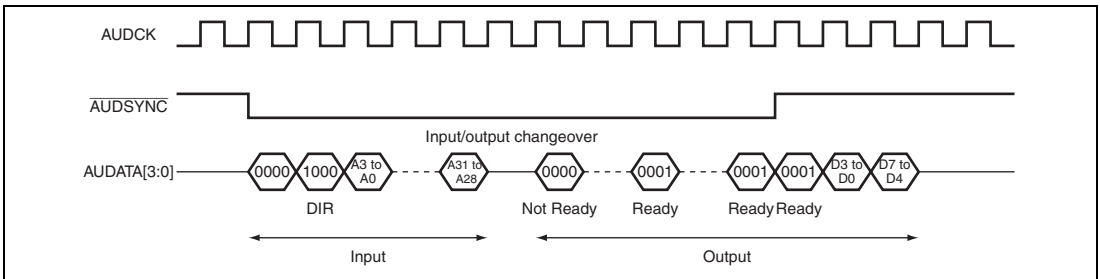 AUDCK
AUDSYNC
Input/output changeover
AUDATA[3:0]
0000 1000 A3 to A0 A31 to A28 0000 0001 0001 0001 D3 to D0 D7 to D4
DIR Not Ready Ready Ready Ready
Input Output